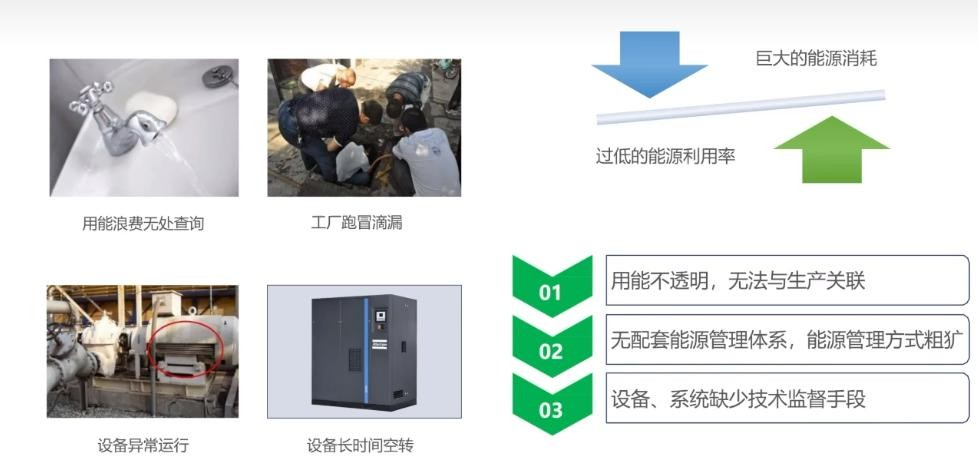 用能浪费无处查询
工厂跑冒滴漏
设备异常运行
设备长时间空转
巨大的能源消耗
过低的能源利用率
01
用能不透明，无法与生产关联
02
无配套能源管理体系，能源管理方式粗犷
03
设备、系统缺少技术监督手段